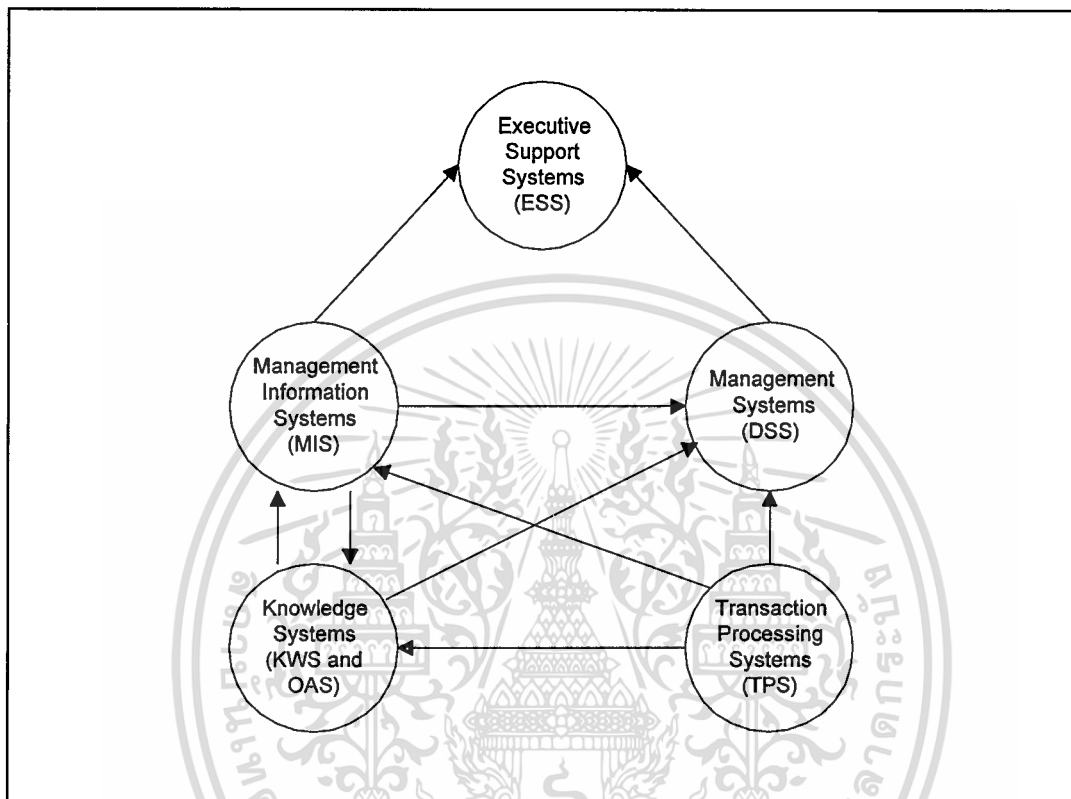 Executive
Support
Systems
(ESS)
Management
Information
Systems
(MIS)
Management
Systems
(DSS)
Knowledge
Systems
(KWS and
OAS)
Transaction
Processing
Systems
(TPS)